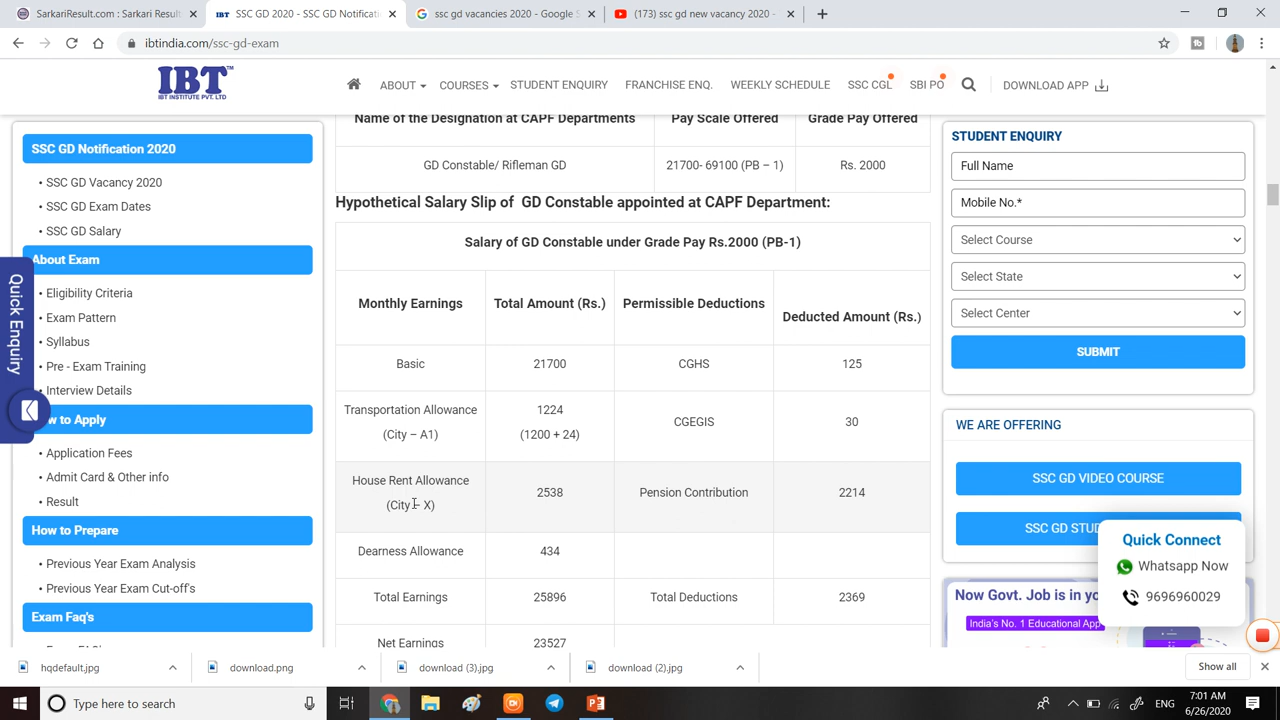 SarkariResult.com : Sarkari Resu
SSC GD 2020 - SSC GD Notificati
ssc gd vacancies 2020 - Google S
(173) ssc gd new vacancy 2020 -
ibtindia.com/ssc-gd-exam
IBT
IBT INSTITUTE PVT. LTD
ABOUT
COURSES
STUDENT ENQUIRY
FRANCHISE ENQ.
WEEKLY SCHEDULE
SSC CGL
SBI PO
DOWNLOAD APP
SSC GD Notification 2020
• SSC GD Vacancy 2020
• SSC GD Exam Dates
• SSC GD Salary
About Exam
• Eligibility Criteria
• Exam Pattern
• Syllabus
• Pre - Exam Training
• Interview Details
w to Apply
• Application Fees
• Admit Card & Other info
• Result
How to Prepare
• Previous Year Exam Analysis
• Previous Year Exam Cut-off's
Exam Faq's
Quick Enquiry
Name of the Designation at CAPF Departments Pay Scale Offered Grade Pay Offered
GD Constable/ Rifleman GD 21700- 69100 (PB – 1) Rs. 2000
Hypothetical Salary Slip of GD Constable appointed at CAPF Department:
Salary of GD Constable under Grade Pay Rs.2000 (PB-1)
Monthly Earnings Total Amount (Rs.) Permissible Deductions Deducted Amount (Rs.)
Basic 21700 CGHS 125
Transportation Allowance 1224
(City – A1) (1200 + 24) CGEGIS 30
House Rent Allowance
(City – X) 2538 Pension Contribution 2214
Dearness Allowance 434
Total Earnings 25896 Total Deductions 2369
Net Earnings 23527
STUDENT ENQUIRY
Full Name
Mobile No.*
Select Course
Select State
Select Center
SUBMIT
WE ARE OFFERING
SSC GD VIDEO COURSE
SSC GD STUD
Quick Connect
Whatsapp Now
9696960029
Now Govt. Job is in yo
India's No. 1 Educational App
hqdefault.jpg
download.png
download (3).jpg
download (2).jpg
Show all
Type here to search
ENG
7:01 AM
6/26/2020